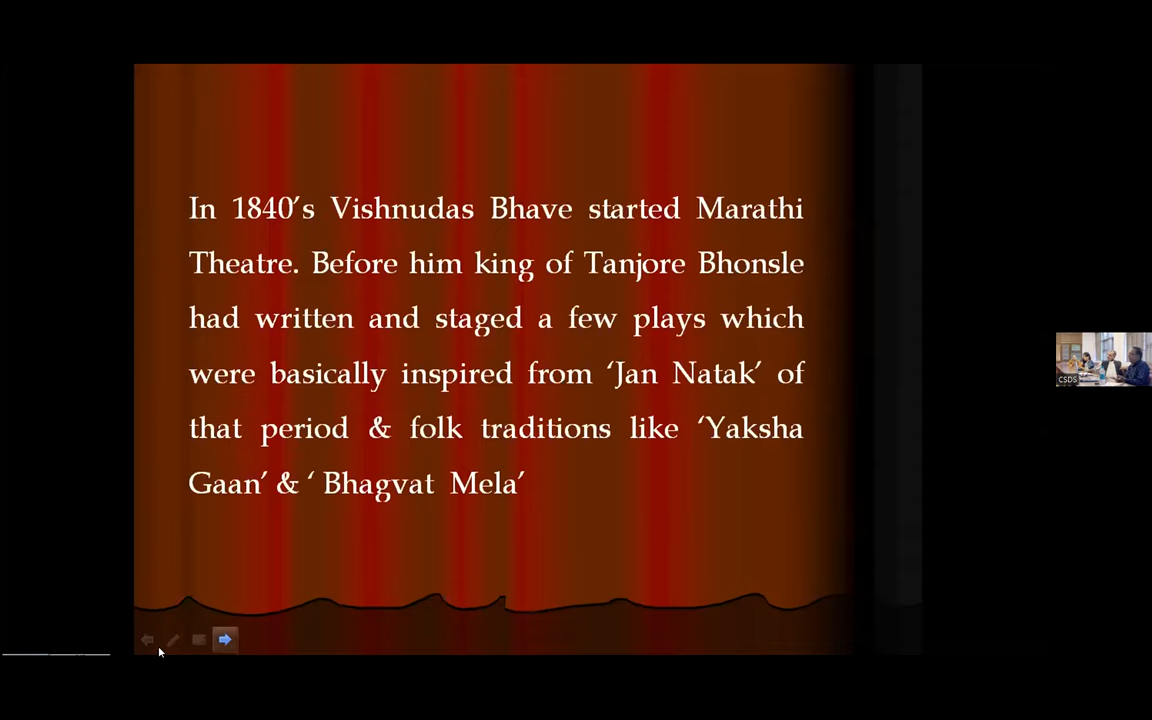 In 1840’s Vishnudas Bhave started Marathi
Theatre. Before him king of Tanjore Bhonsle
had written and staged a few plays which
were basically inspired from ‘Jan Natak’ of
that period & folk traditions like ‘Yaksha
Gaan’ & ‘ Bhagvat Mela’
CSDS